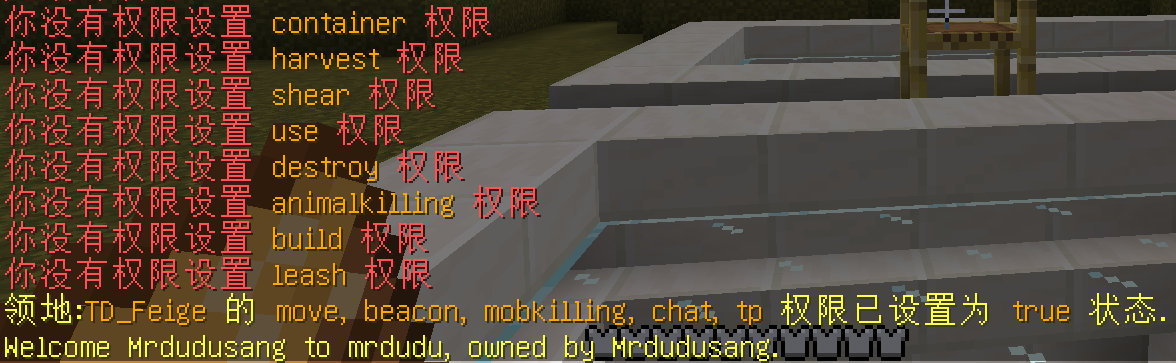 你没有权限设置 container 权限
你没有权限设置 harvest 权限
你没有权限设置 shear 权限
你没有权限设置 use 权限
你没有权限设置 destroy 权限
你没有权限设置 animalkilling 权限
你没有权限设置 build 权限
你没有权限设置 leash 权限
领地:TD_Feige 的 move, beacon, mobkilling, chat, tp 权限已设置为 true 状态.
Welcome Mrdudusang to mrdudu, owned by Mrdudusang.